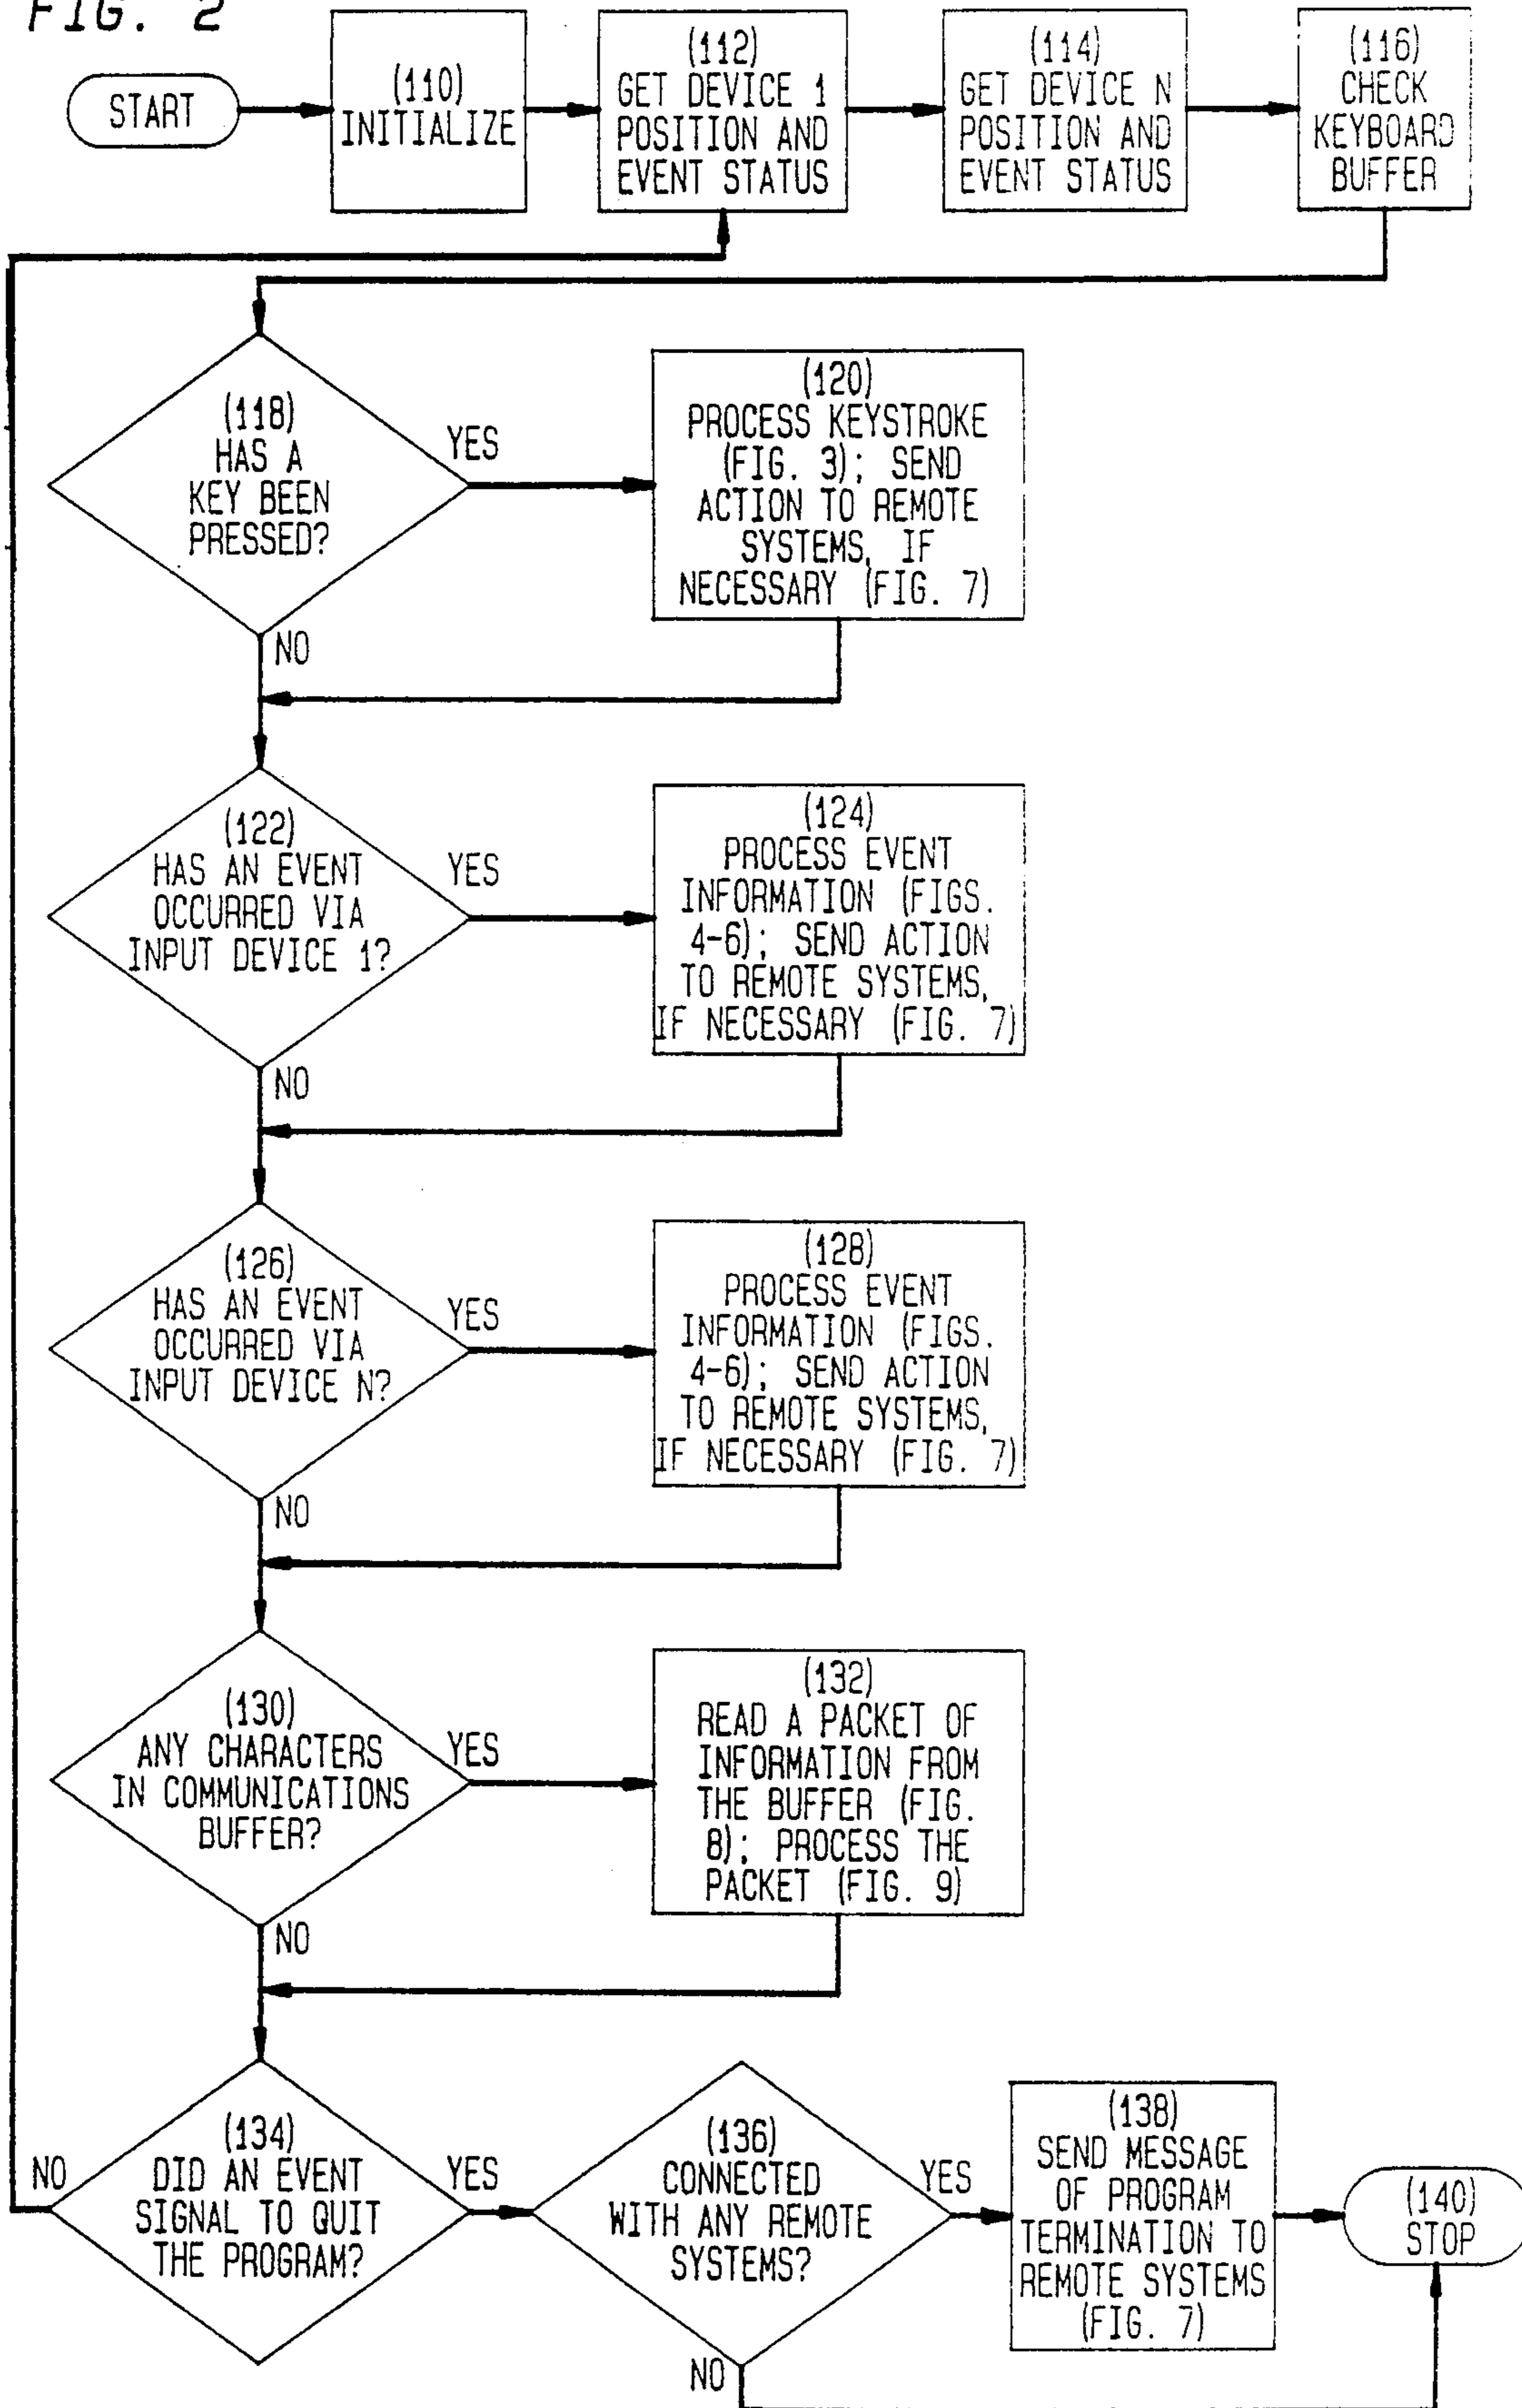 FIG. 2
START
(110)
INITIALIZE
(112)
GET DEVICE 1
POSITION AND
EVENT STATUS
(114)
GET DEVICE N
POSITION AND
EVENT STATUS
(116)
CHECK
KEYBOARD
BUFFER
(118)
HAS A
KEY BEEN
PRESSED?
YES
NO
(120)
PROCESS KEYSTROKE
(FIG. 3); SEND
ACTION TO REMOTE
SYSTEMS, IF
NECESSARY (FIG. 7)
(122)
HAS AN EVENT
OCCURRED VIA
INPUT DEVICE 1?
YES
NO
(124)
PROCESS EVENT
INFORMATION (FIGS.
4-6); SEND ACTION
TO REMOTE SYSTEMS,
IF NECESSARY (FIG. 7)
(126)
HAS AN EVENT
OCCURRED VIA
INPUT DEVICE N?
YES
NO
(128)
PROCESS EVENT
INFORMATION (FIGS.
4-6); SEND ACTION
TO REMOTE SYSTEMS,
IF NECESSARY (FIG. 7)
(130)
ANY CHARACTERS
IN COMMUNICATIONS
BUFFER?
YES
NO
(132)
READ A PACKET OF
INFORMATION FROM
THE BUFFER (FIG.
8); PROCESS THE
PACKET (FIG. 9)
NO
(134)
DID AN EVENT
SIGNAL TO QUIT
THE PROGRAM?
YES
(136)
CONNECTED
WITH ANY REMOTE
SYSTEMS?
YES
NO
(138)
SEND MESSAGE
OF PROGRAM
TERMINATION TO
REMOTE SYSTEMS
(FIG. 7)
(140)
STOP